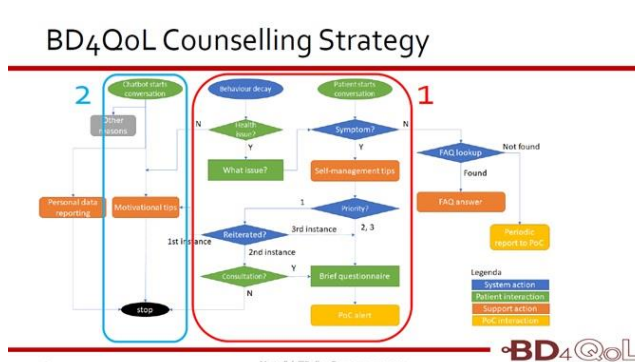 BD4QoL Counselling Strategy
2
1
Chatbot starts
conversation
Behaviour decay
Patient starts
conversation
Other
reasons
N
Health
issue?
Symptom?
N
Y
Y
FAQ lookup
Not found
What issue?
Self-management tips
Found
Personal data
reporting
Motivational tips
1
Priority?
FAQ answer
2, 3
Reiterated?
3rd instance
1st instance
2nd instance
Periodic
report to PoC
Consultation?
Y
Brief questionnaire
N
stop
PoC alert
Legenda
System action
Patient interaction
Support action
PoC interaction
BD4QoL